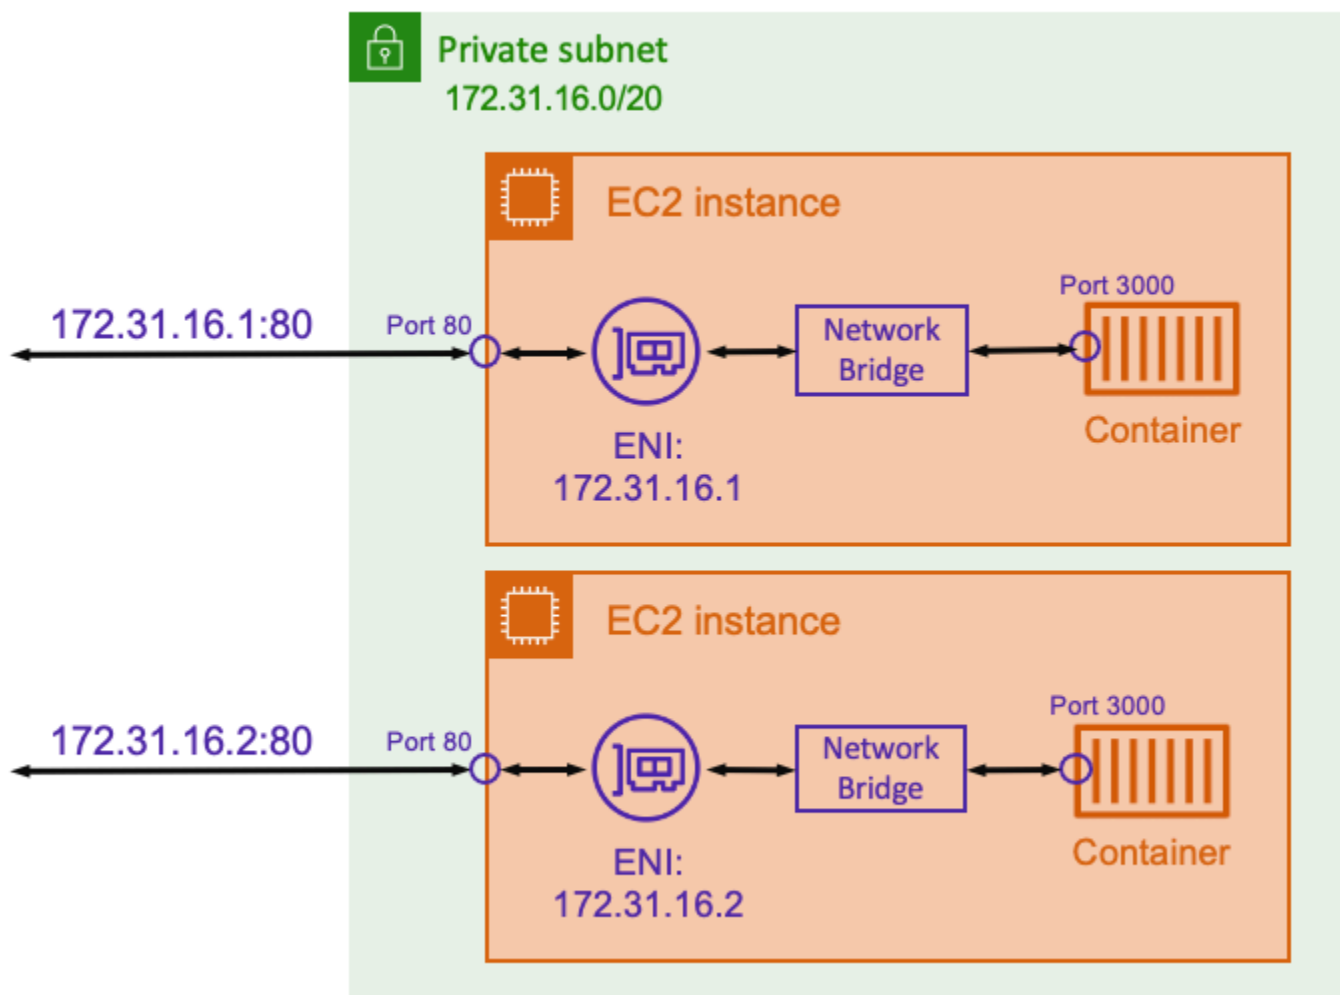 Private subnet
172.31.16.0/20
EC2 instance
172.31.16.1:80
Port 80
Network
Bridge
Port 3000
Container
ENI:
172.31.16.1
EC2 instance
172.31.16.2:80
Port 80
Network
Bridge
Port 3000
Container
ENI:
172.31.16.2